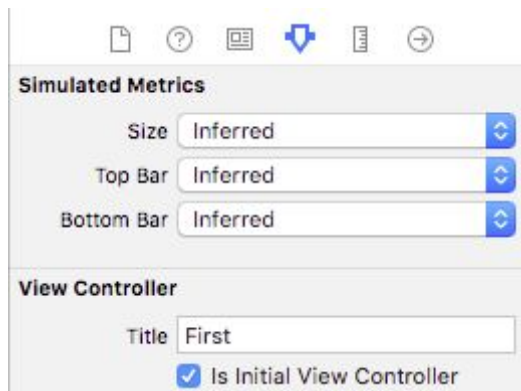 Simulated Metrics
Size Inferred
Top Bar Inferred
Bottom Bar Inferred
View Controller
Title First
Is Initial View Controller